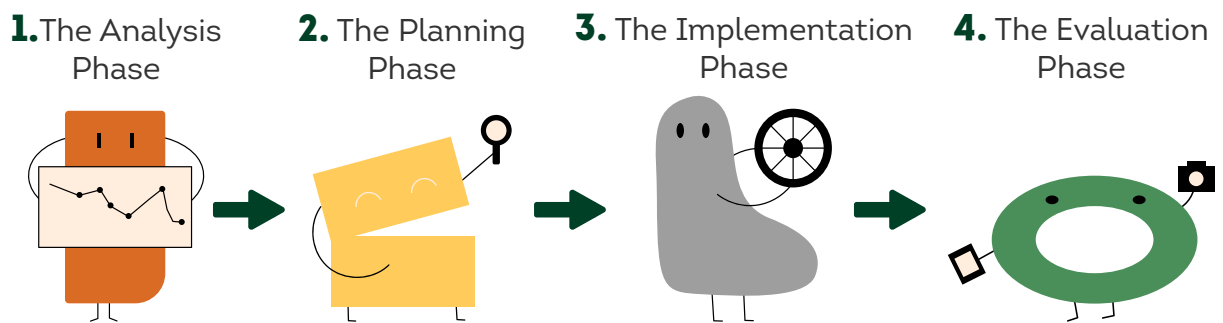 1.The Analysis
Phase
2. The Planning
Phase
3. The Implementation
Phase
4. The Evaluation
Phase